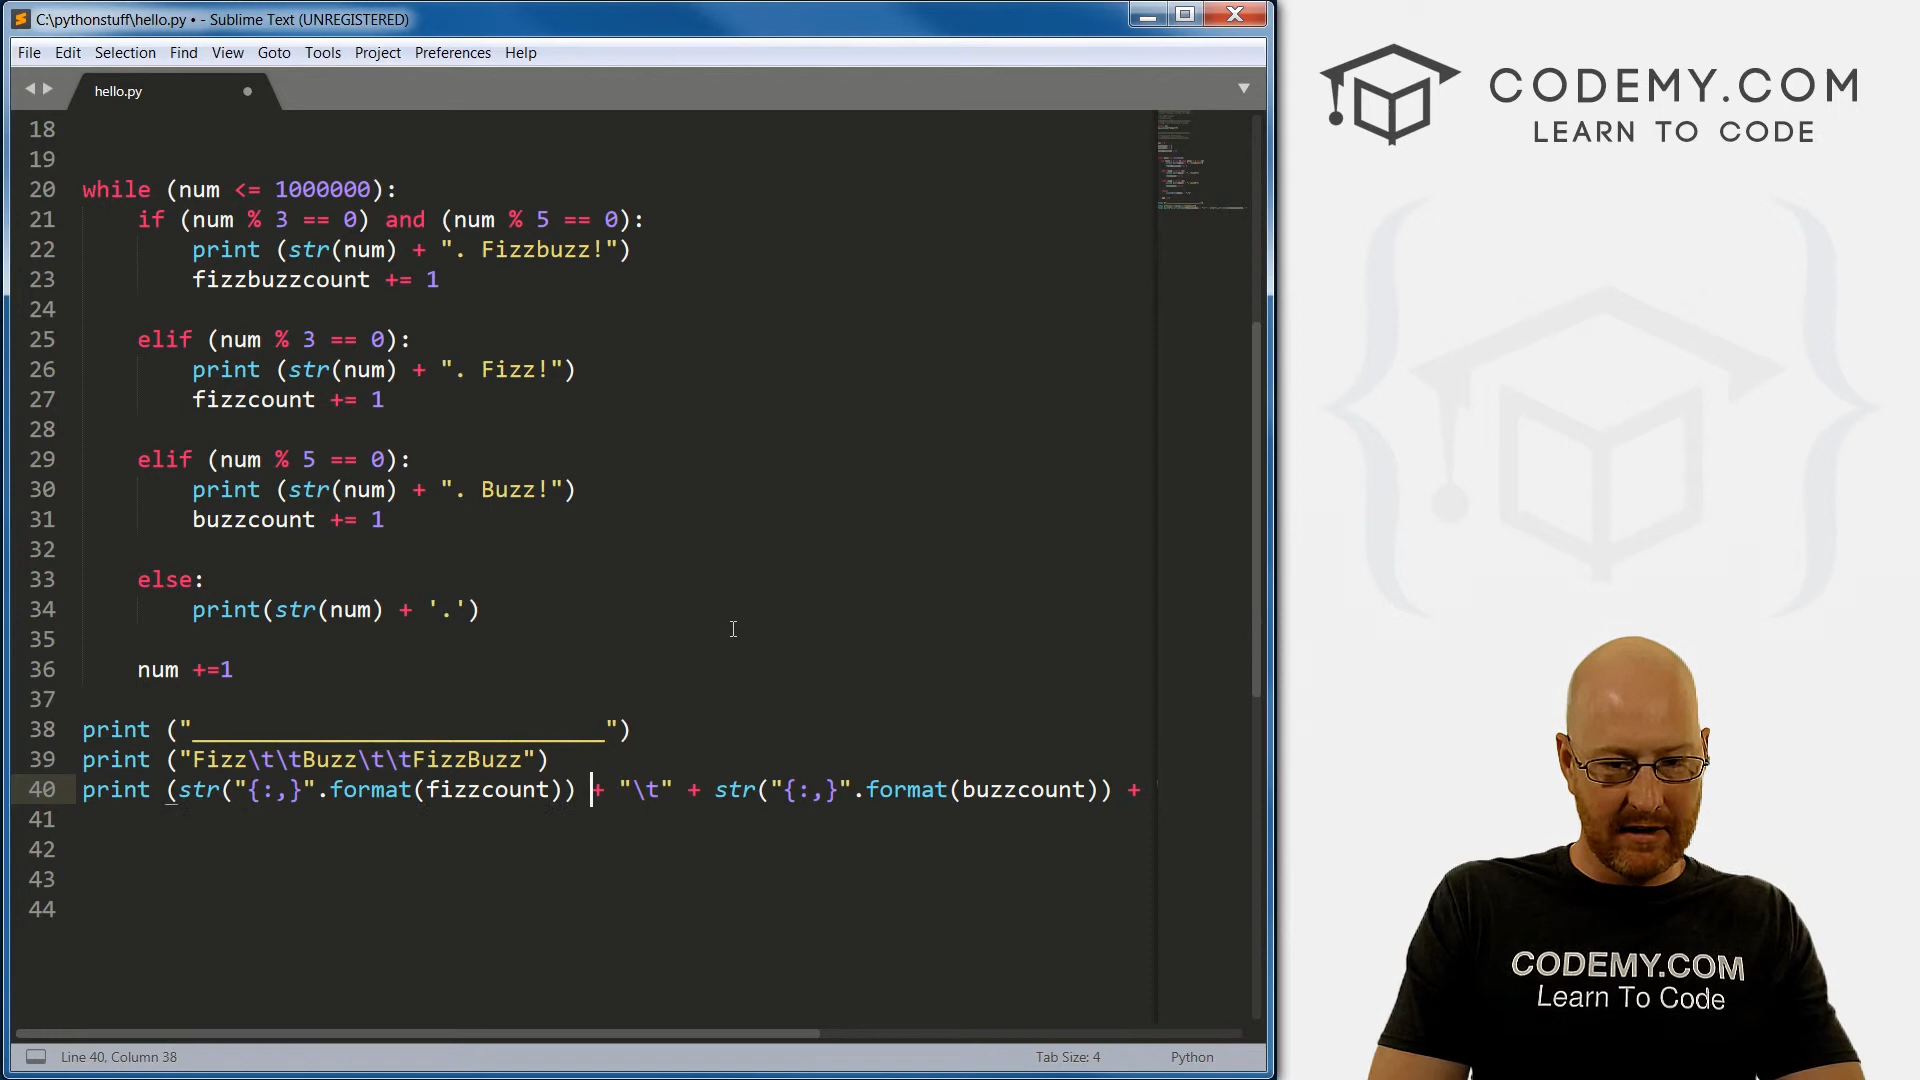 C:\pythonstuff\hello.py • - Sublime Text (UNREGISTERED)
File Edit Selection Find View Goto Tools Project Preferences Help
hello.py
18
19
20 while (num <= 1000000):
21 if (num % 3 == 0) and (num % 5 == 0):
22 print (str(num) + ". Fizzbuzz!")
23 fizzbuzzcount += 1
24
25 elif (num % 3 == 0):
26 print (str(num) + ". Fizz!")
27 fizzcount += 1
28
29 elif (num % 5 == 0):
30 print (str(num) + ". Buzz!")
31 buzzcount += 1
32
33 else:
34 print(str(num) + '.')
35
36 num +=1
37
38 print ("______________________________")
39 print ("Fizz\t\tBuzz\t\tFizzBuzz")
40 print (str("{:,}".format(fizzcount)) + "\t" + str("{:,}".format(buzzcount)) +
41
42
43
44
Line 40, Column 38
Tab Size: 4
Python
CODEMY.COM
LEARN TO CODE
CODEMY.COM
Learn To Code